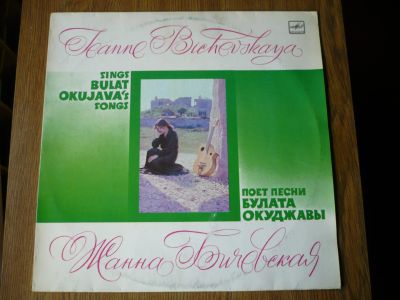 Jeanne Bichevskaya
SINGS
BULAT
OKUJAVA's
SONGS
ПОЕТ ПЕСНИ
БУЛАТА
ОКУДЖАВЫ
Жанна Бичевская